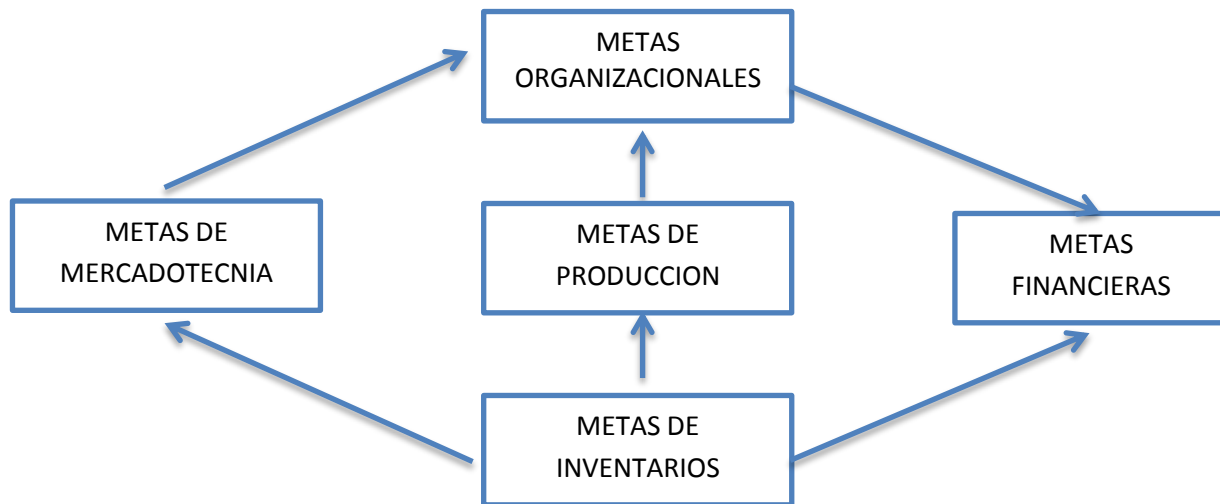 METAS
ORGANIZACIONALES
METAS DE
MERCADOTECNIA
METAS DE
PRODUCCION
METAS
FINANCIERAS
METAS DE
INVENTARIOS